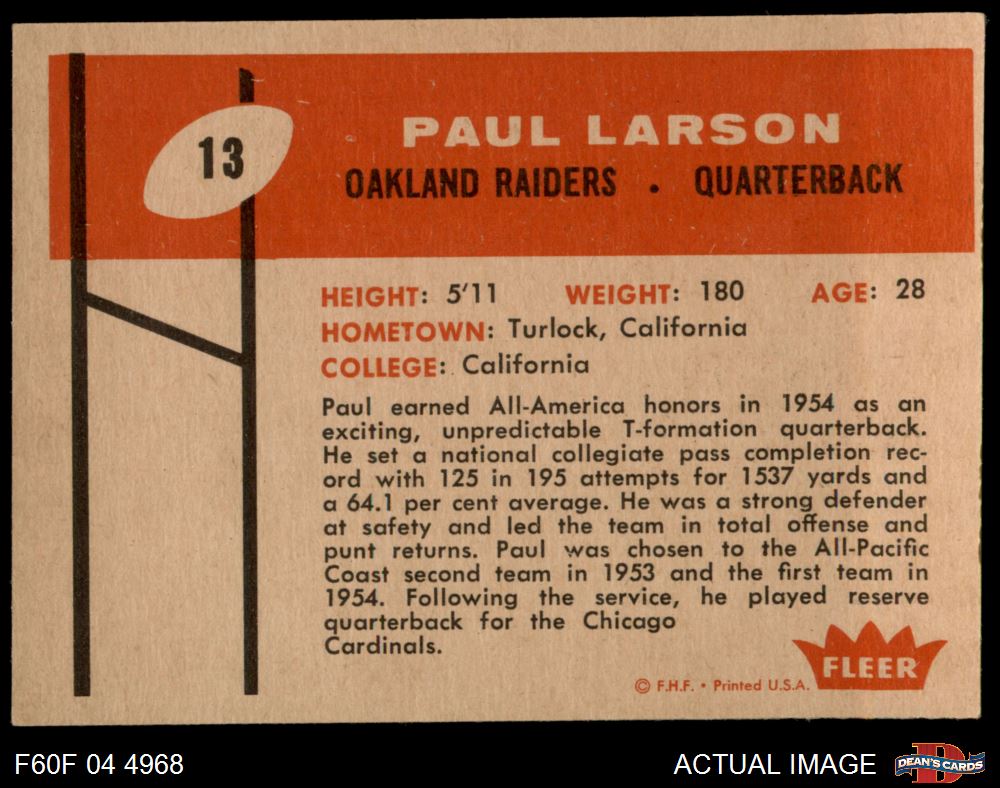 13
PAUL LARSON
OAKLAND RAIDERS • QUARTERBACK
HEIGHT: 5'11 WEIGHT: 180 AGE: 28
HOMETOWN: Turlock, California
COLLEGE: California
Paul earned All-America honors in 1954 as an
exciting, unpredictable T-formation quarterback.
He set a national collegiate pass completion rec-
ord with 125 in 195 attempts for 1537 yards and
a 64.1 per cent average. He was a strong defender
at safety and led the team in total offense and
punt returns. Paul was chosen to the All-Pacific
Coast second team in 1953 and the first team in
1954. Following the service, he played reserve
quarterback for the Chicago
Cardinals.
FLEER
© F.H.F. • Printed U.S.A.
F60F 04 4968
ACTUAL IMAGE
DEAN'S CARDS